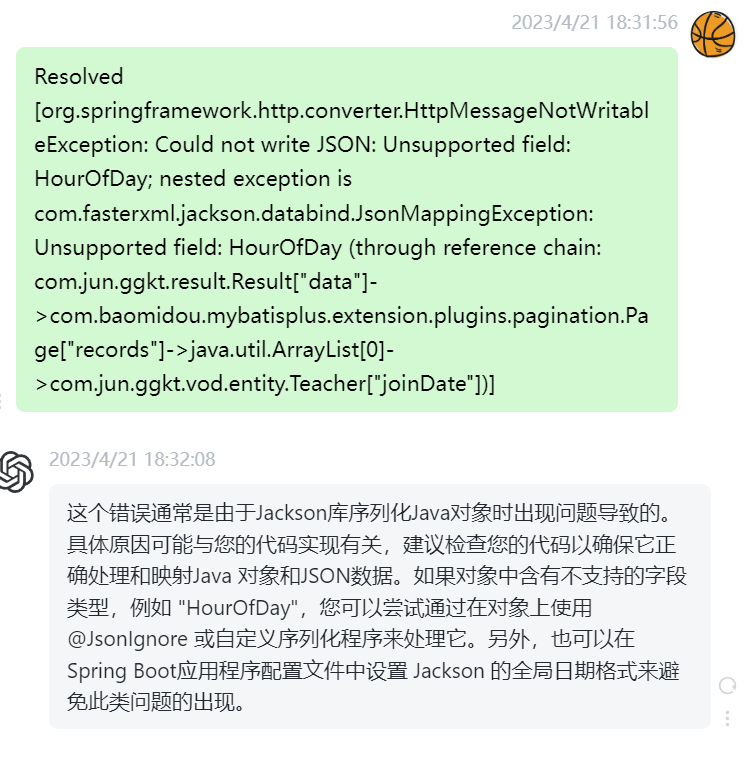 2023/4/21 18:31:56
Resolved
[org.springframework.http.converter.HttpMessageNotWritabl
eException: Could not write JSON: Unsupported field:
HourOfDay; nested exception is
com.fasterxml.jackson.databind.JsonMappingException:
Unsupported field: HourOfDay (through reference chain:
com.jun.ggkt.result.Result["data"]-
>com.baomidou.mybatisplus.extension.plugins.pagination.Pa
ge["records"]->java.util.ArrayList[0]-
>com.jun.ggkt.vod.entity.Teacher["joinDate"])]
2023/4/21 18:32:08
这个错误通常是由于Jackson库序列化Java对象时出现问题导致的。
具体原因可能与您的代码实现有关，建议检查您的代码以确保它正
确处理和映射Java 对象和JSON数据。如果对象中含有不支持的字段
类型，例如 "HourOfDay"，您可以尝试通过在对象上使用
@JsonIgnore 或自定义序列化程序来处理它。另外，也可以在
Spring Boot应用程序配置文件中设置 Jackson 的全局日期格式来避
免此类问题的出现。